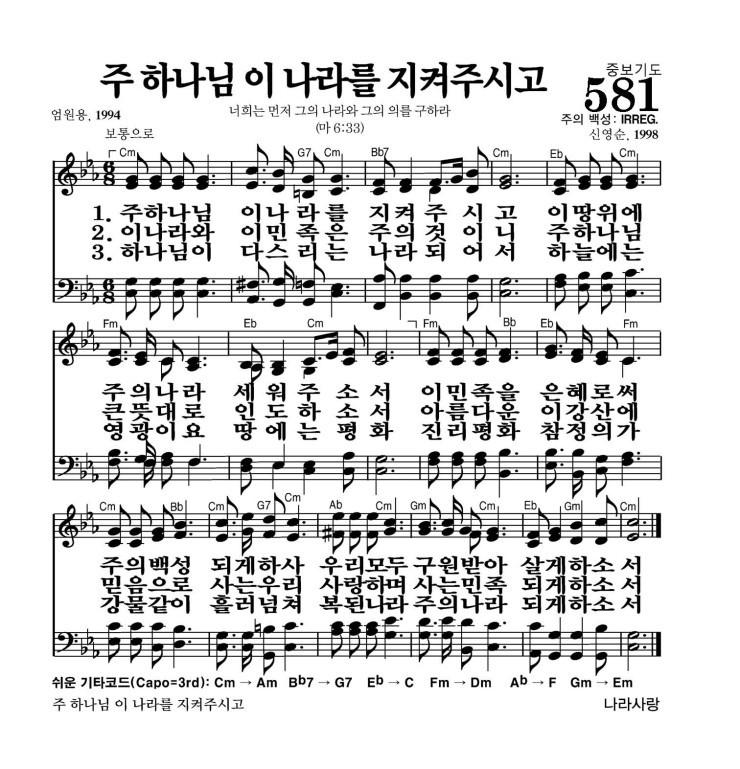 주 하나님 이 나라를 지켜주시고
중보기도
581
엄원용, 1994
너희는 먼저 그의 나라와 그의 의를 구하라
(마 6:33)
주의 백성 : IRREG.
보통으로
신영순, 1998
Cm G7 Cm Bb7 Cm Eb Cm
1. 주하나님 이나라를 지켜주시고 이땅위에
2. 이나라와 이민족은 주의것이니 주하나님
3. 하나님이 다스리는 나라되어서 하늘에는
Fm Eb Cm Fm Bb Eb Fm
주의나라 세워주소서 이민족을 은혜로써
큰뜻대로 인도하소서 아름다운 이강산에
영광이요 땅에는평화 진리평화 참정의가
Cm Bb Cm G7 Cm Ab Cm Gm Cm Eb Gm Cm
주의백성 되게하사 우리모두 구원받아 살게하소서
믿음으로 사는우리 사랑하며 사는민족 되게하소서
강물같이 흘러넘쳐 복된나라 주의나라 되게하소서
쉬운 기타코드(Capo=3rd): Cm → Am Bb7 → G7 Eb → C Fm → Dm Ab → F Gm → Em
주 하나님 이 나라를 지켜주시고
나라사랑